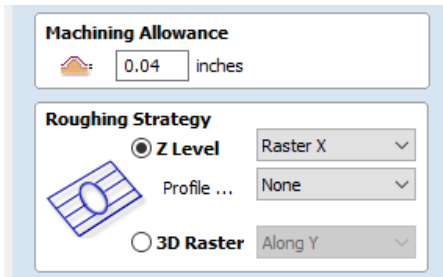 Machining Allowance
0.04 inches
Roughing Strategy
Z Level Raster X
Profile ... None
3D Raster Along Y